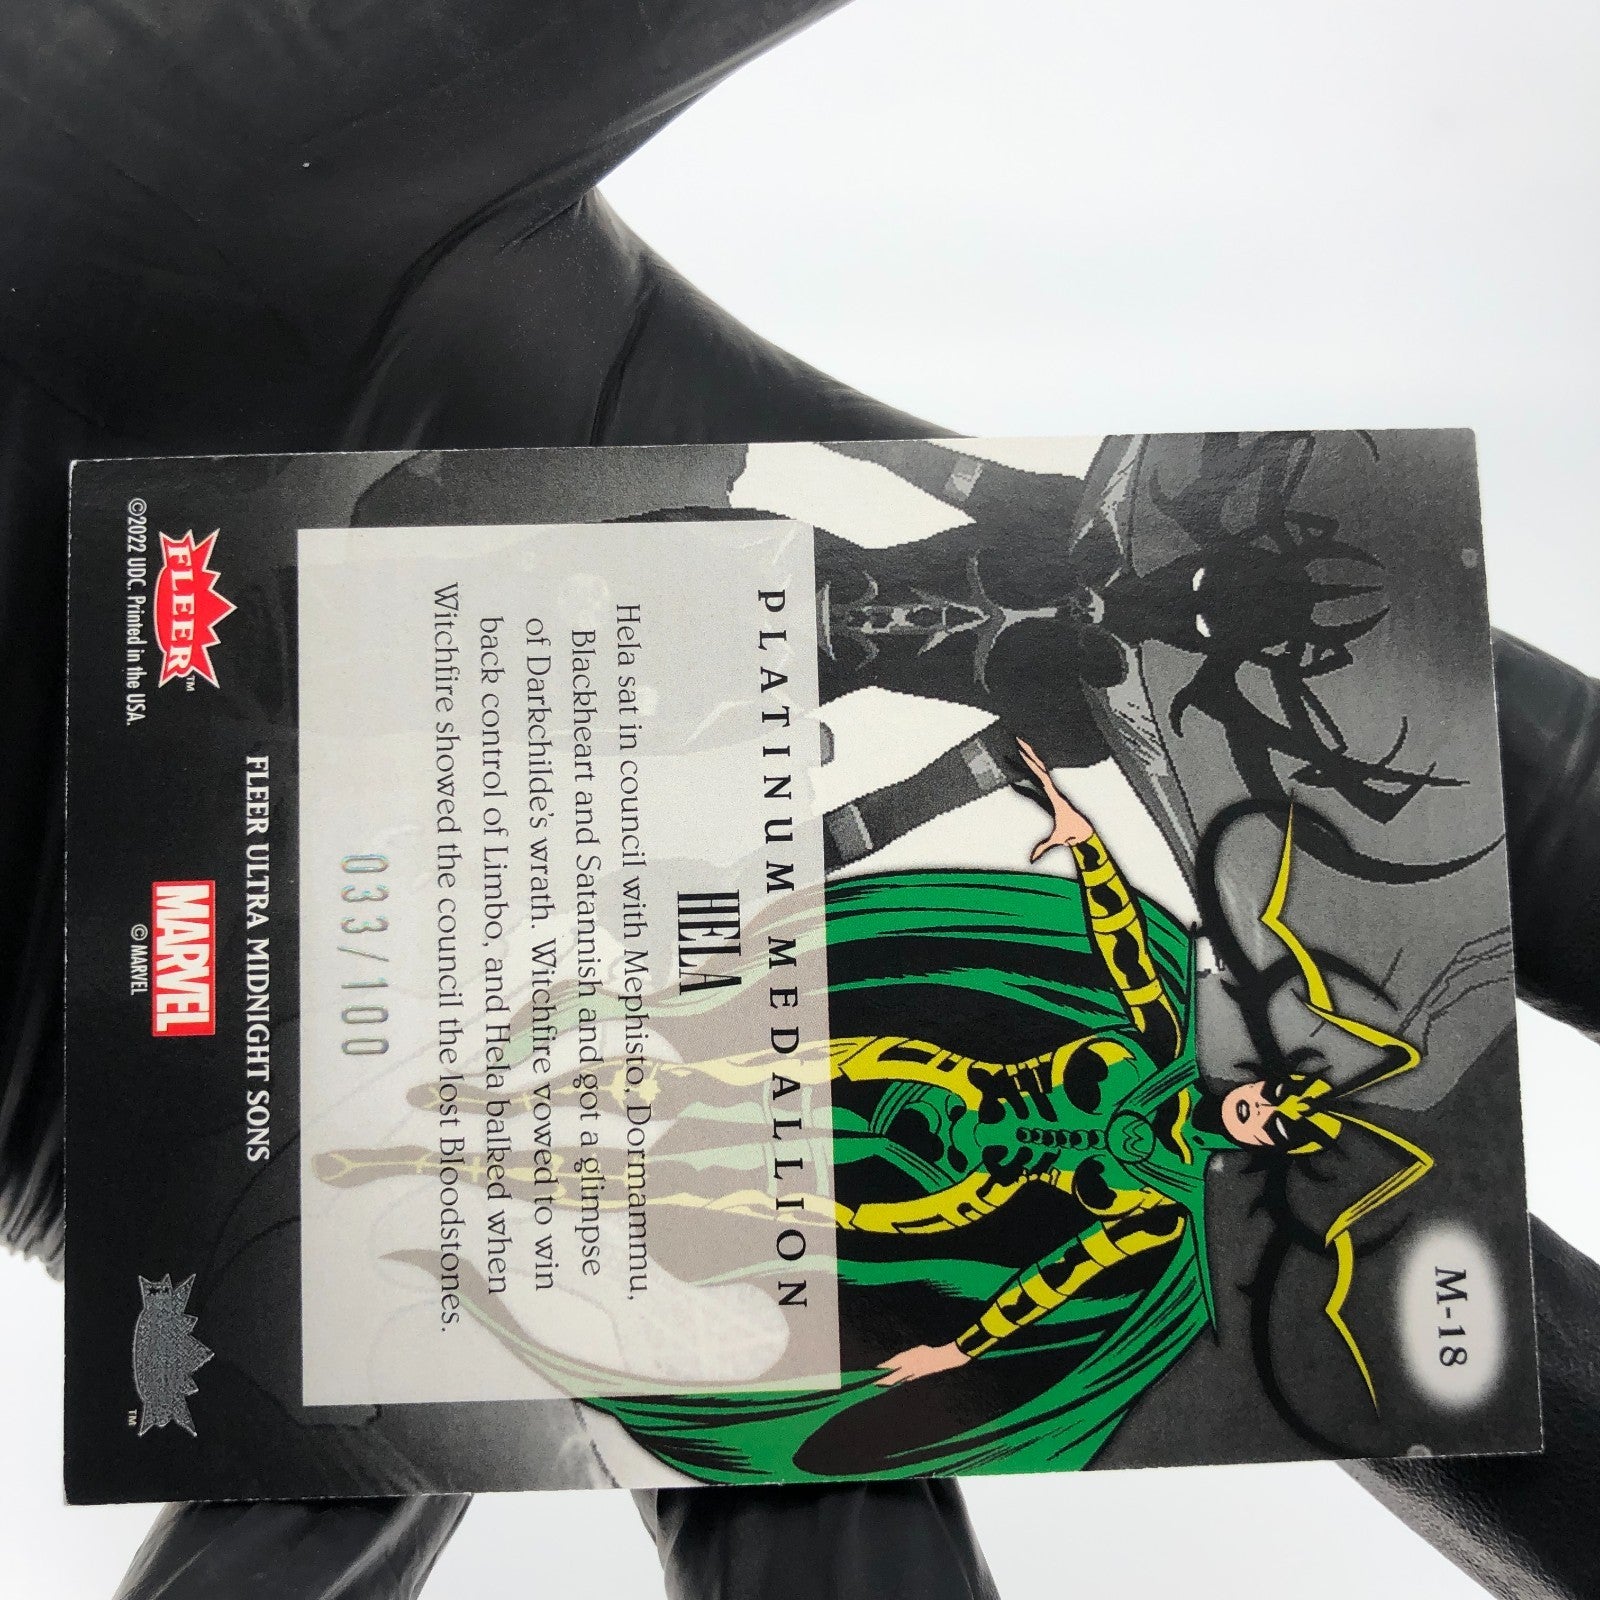 M-18
PLATINUM MEDALLION
HELA
Hela sat in council with Mephisto, Dormammu,
Blackheart and Satannish and got a glimpse
of Darkchilde's wrath. Witchfire vowed to win
back control of Limbo, and Hela balked when
Witchfire showed the council the lost Bloodstones.
033/100
FLEER ULTRA MIDNIGHT SONS
FLEER™
MARVEL
™
©2022 UDC. Printed in the USA.
© MARVEL